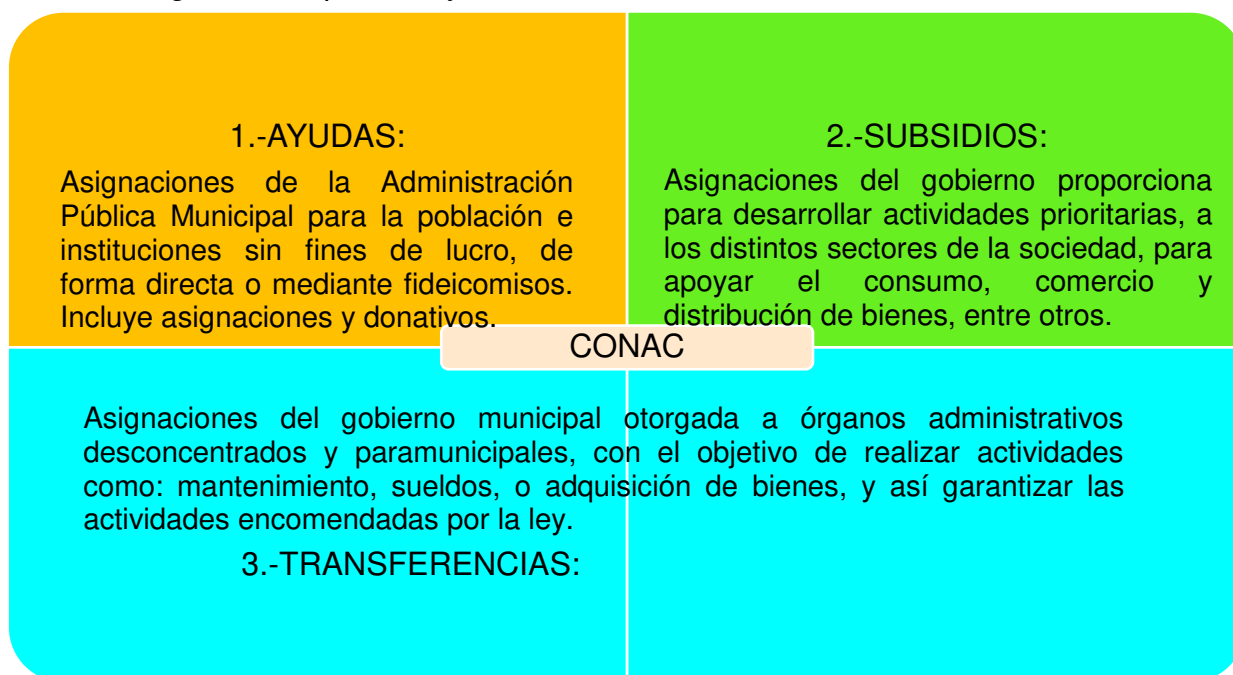 1.-AYUDAS:
Asignaciones de la Administración
Pública Municipal para la población e
instituciones sin fines de lucro, de
forma directa o mediante fideicomisos.
Incluye asignaciones y donativos.
2.-SUBSIDIOS:
Asignaciones del gobierno proporciona
para desarrollar actividades prioritarias, a
los distintos sectores de la sociedad, para
apoyar el consumo, comercio y
distribución de bienes, entre otros.
CONAC
Asignaciones del gobierno municipal otorgada a órganos administrativos
desconcentrados y paramunicipales, con el objetivo de realizar actividades
como: mantenimiento, sueldos, o adquisición de bienes, y así garantizar las
actividades encomendadas por la ley.
3.-TRANSFERENCIAS: